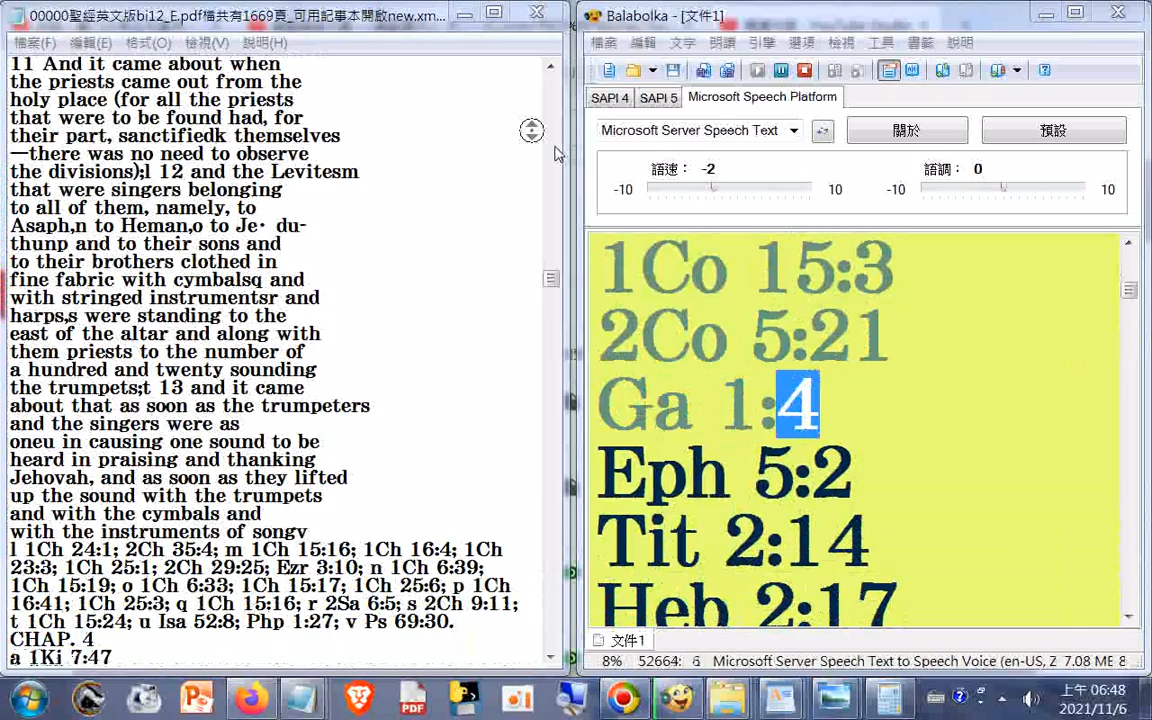 00000聖經英文版bi12_E.pdf檔共有1669頁_可用記事本開啟new.xm...
檔案(F) 編輯(E) 格式(O) 檢視(V) 說明(H)
11 And it came about when
the priests came out from the
holy place (for all the priests
that were to be found had, for
their part, sanctifiedk themselves
—there was no need to observe
the divisions);l 12 and the Levitesm
that were singers belonging
to all of them, namely, to
Asaph,n to Heman,o to Je· du-
thunp and to their sons and
to their brothers clothed in
fine fabric with cymbalsq and
with stringed instrumentsr and
harps,s were standing to the
east of the altar and along with
them priests to the number of
a hundred and twenty sounding
the trumpets;t 13 and it came
about that as soon as the trumpeters
and the singers were as
oneu in causing one sound to be
heard in praising and thanking
Jehovah, and as soon as they lifted
up the sound with the trumpets
and with the cymbals and
with the instruments of songv
l 1Ch 24:1; 2Ch 35:4; m 1Ch 15:16; 1Ch 16:4; 1Ch
23:3; 1Ch 25:1; 2Ch 29:25; Ezr 3:10; n 1Ch 6:39;
1Ch 15:19; o 1Ch 6:33; 1Ch 15:17; 1Ch 25:6; p 1Ch
16:41; 1Ch 25:3; q 1Ch 15:16; r 2Sa 6:5; s 2Ch 9:11;
t 1Ch 15:24; u Isa 52:8; Php 1:27; v Ps 69:30.
CHAP. 4
a 1Ki 7:47
Balabolka - [文件1]
檔案 編輯 文字 朗讀 引擎 選項 檢視 工具 書籤 說明
SAPI 4 SAPI 5 Microsoft Speech Platform
Microsoft Server Speech Text 關於 預設
語速： -2 語調： 0
-10 10 -10 10
1Co 15:3
2Co 5:21
Ga 1:4
Eph 5:2
Tit 2:14
Heb 2:17
文件1
8% 52664: 6 Microsoft Server Speech Text to Speech Voice (en-US, Z 7.08 MB 8
PDF
上午 06:48
2021/11/6